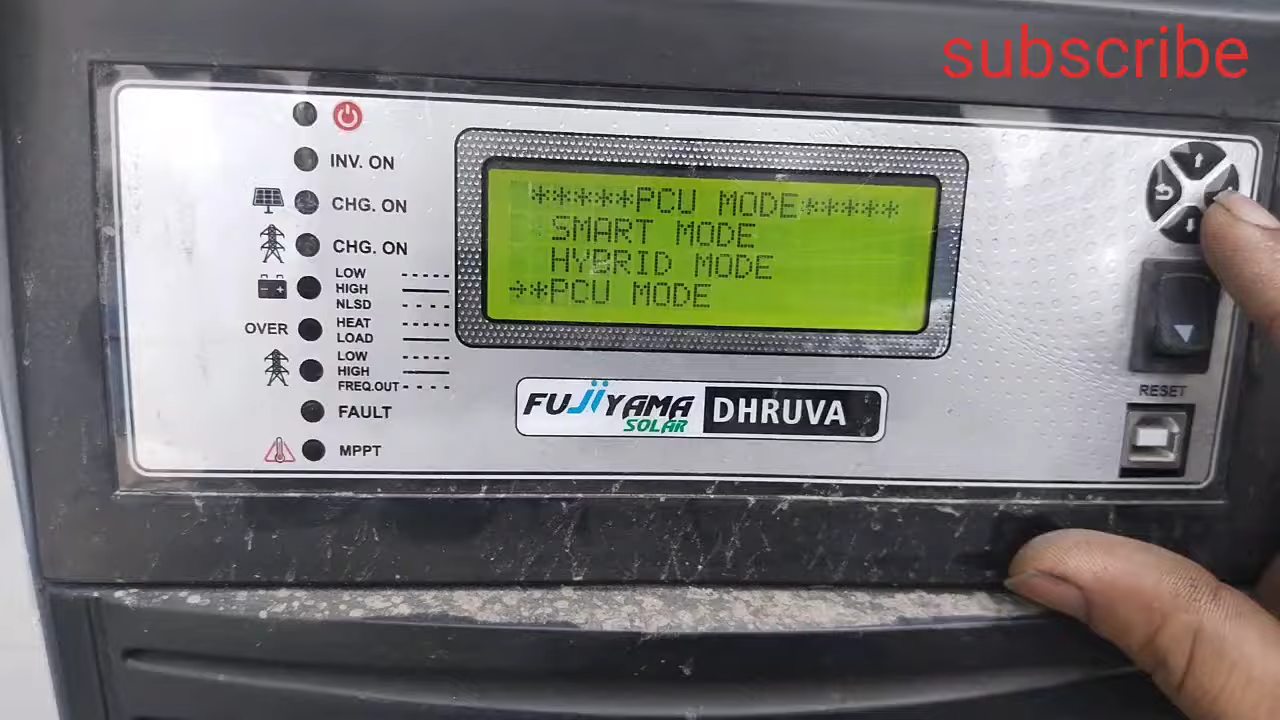 subscribe
INV. ON
CHG. ON
CHG. ON
LOW
HIGH
NLSD
OVER
HEAT
LOAD
LOW
HIGH
FREQ.OUT
FAULT
MPPT
*****PCU MODE*****
SMART MODE
HYBRID MODE
→*PCU MODE
FUJIYAMA
SOLAR
DHRUVA
RESET